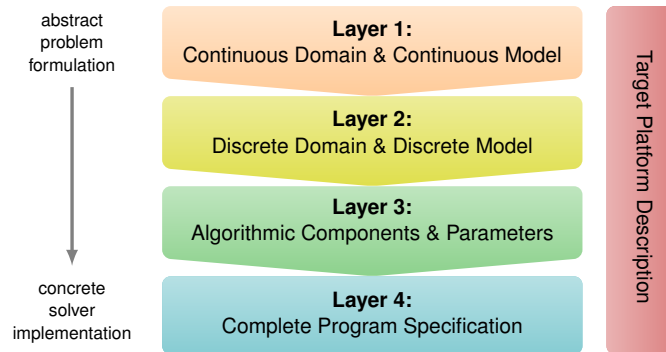 abstract
problem
formulation
Layer 1:
Continuous Domain & Continuous Model
Layer 2:
Discrete Domain & Discrete Model
Layer 3:
Algorithmic Components & Parameters
concrete
solver
implementation
Layer 4:
Complete Program Specification
Target Platform Description